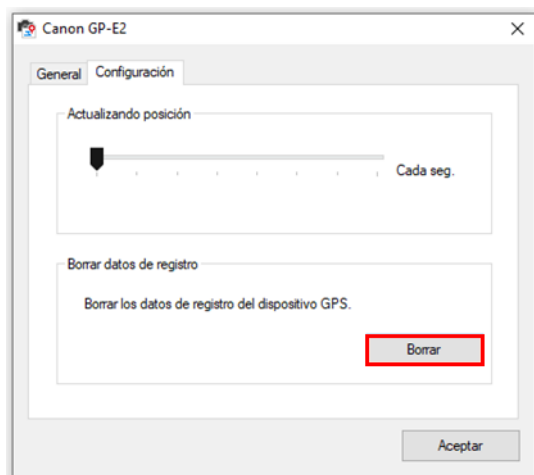 Canon GP-E2
General
Configuración
Actualizando posición
Cada seg.
Borrar datos de registro
Borrar los datos de registro del dispositivo GPS.
Borrar
Aceptar